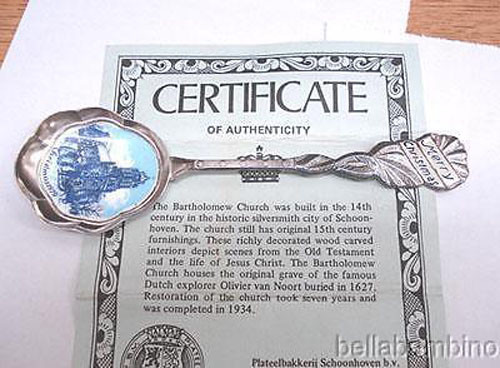 CERTIFICATE
OF AUTHENTICITY
Merry
Christmas
The Bartholomew Church was built in the 14th
century in the historic silversmith city of Schoon-
hoven. The church still has original 15th century
furnishings. These richly decorated wood carved
interiors depict scenes from the Old Testament
and the life of Jesus Christ. The Bartholomew
Church houses the original grave of the famous
Dutch explorer Olivier van Noort buried in 1627.
Restoration of the church took seven years and
was completed in 1934.
Plateelbakkerij Schoonhoven b.v.
bellabambino